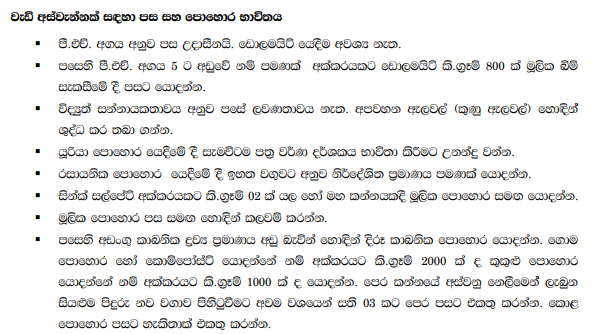 වැඩි අස්වැන්නක් සඳහා පස සහ පොහොර භාවිතය
▪ පී.එච්. අගය අනුව පස උදාසීනයි. ඩොලමයිට් යෙදීම අවශ්‍ය නැත.
▪ පසෙහි පී.එච්. අගය 5 ට අඩුවේ නම් පමණක් අක්කරයකට ඩොලමයිට් කි.ග්‍රෑම් 800 ක් මූලික බිම්
සැකසීමේ දී පසට යොදන්න.
▪ විද්‍යුත් සන්නායකතාවය අනුව පසේ ලවණතාවය නැත. අපවහන ඇලවල් (කුණු ඇලවල්) හොඳින්
ශුද්ධ කර තබා ගන්න.
▪ යූරියා පොහොර යෙදීමේ දී සැමවිටම පත්‍ර වර්ණ දර්ශකය භාවිතා කිරීමට උනන්දු වන්න.
▪ රසායනික පොහොර යෙදීමේ දී ඉහත වගුවට අනුව නිර්දේශිත ප්‍රමාණය පමණක් යොදන්න.
▪ සින්ක් සල්පේට් අක්කරයකට කි.ග්‍රෑම් 02 ක් යල හෝ මහ කන්නයකදී මූලික පොහොර සමඟ යොදන්න.
▪ මූලික පොහොර පස සමඟ හොඳින් කලවම් කරන්න.
▪ පසෙහි අඩංගු කාබනික ද්‍රව්‍ය ප්‍රමාණය අඩු බැවින් හොඳින් දිරූ කාබනික පොහොර යොදන්න. ගොම
පොහොර හෝ කොම්පෝස්ට් යොදන්නේ නම් අක්කරයකට කි.ග්‍රෑම් 2000 ක් ද කුකුළු පොහොර
යොදන්නේ නම් අක්කරයකට කි.ග්‍රෑම් 1000 ක් ද යොදන්න. පෙර කන්නයේ අස්වනු නෙලීමෙන් ලැබුන
සියළුම පිදුරු නව වගාව පිහිටුවීමට අවම වශයෙන් සති 03 කට පෙර පසට එකතු කරන්න. කොළ
පොහොර පසට හැකිතාක් එකතු කරන්න.